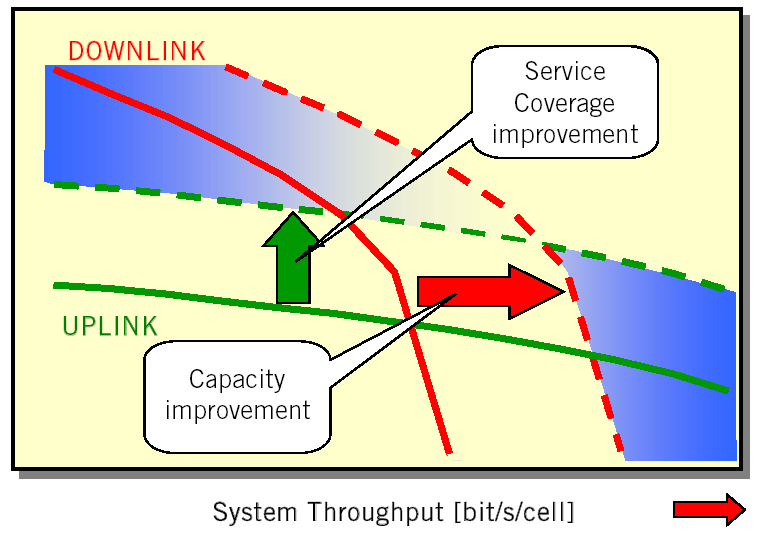 DOWNLINK
Service
Coverage
improvement
UPLINK
Capacity
improvement
System Throughput [bit/s/cell]